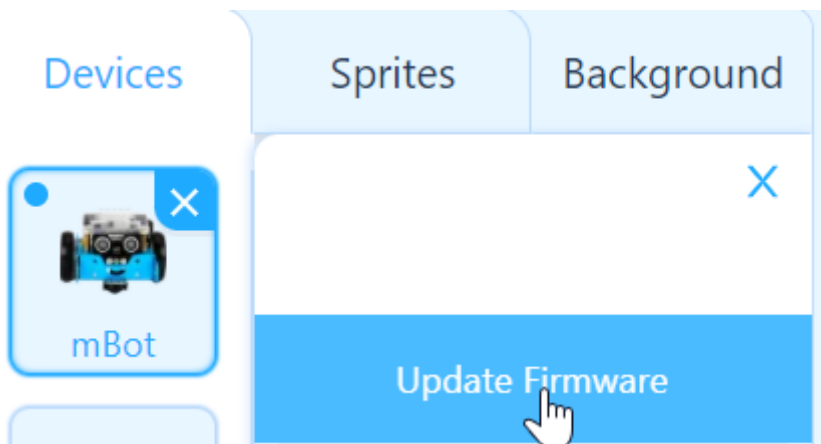 Devices
Sprites
Background
X
mBot
Update Firmware